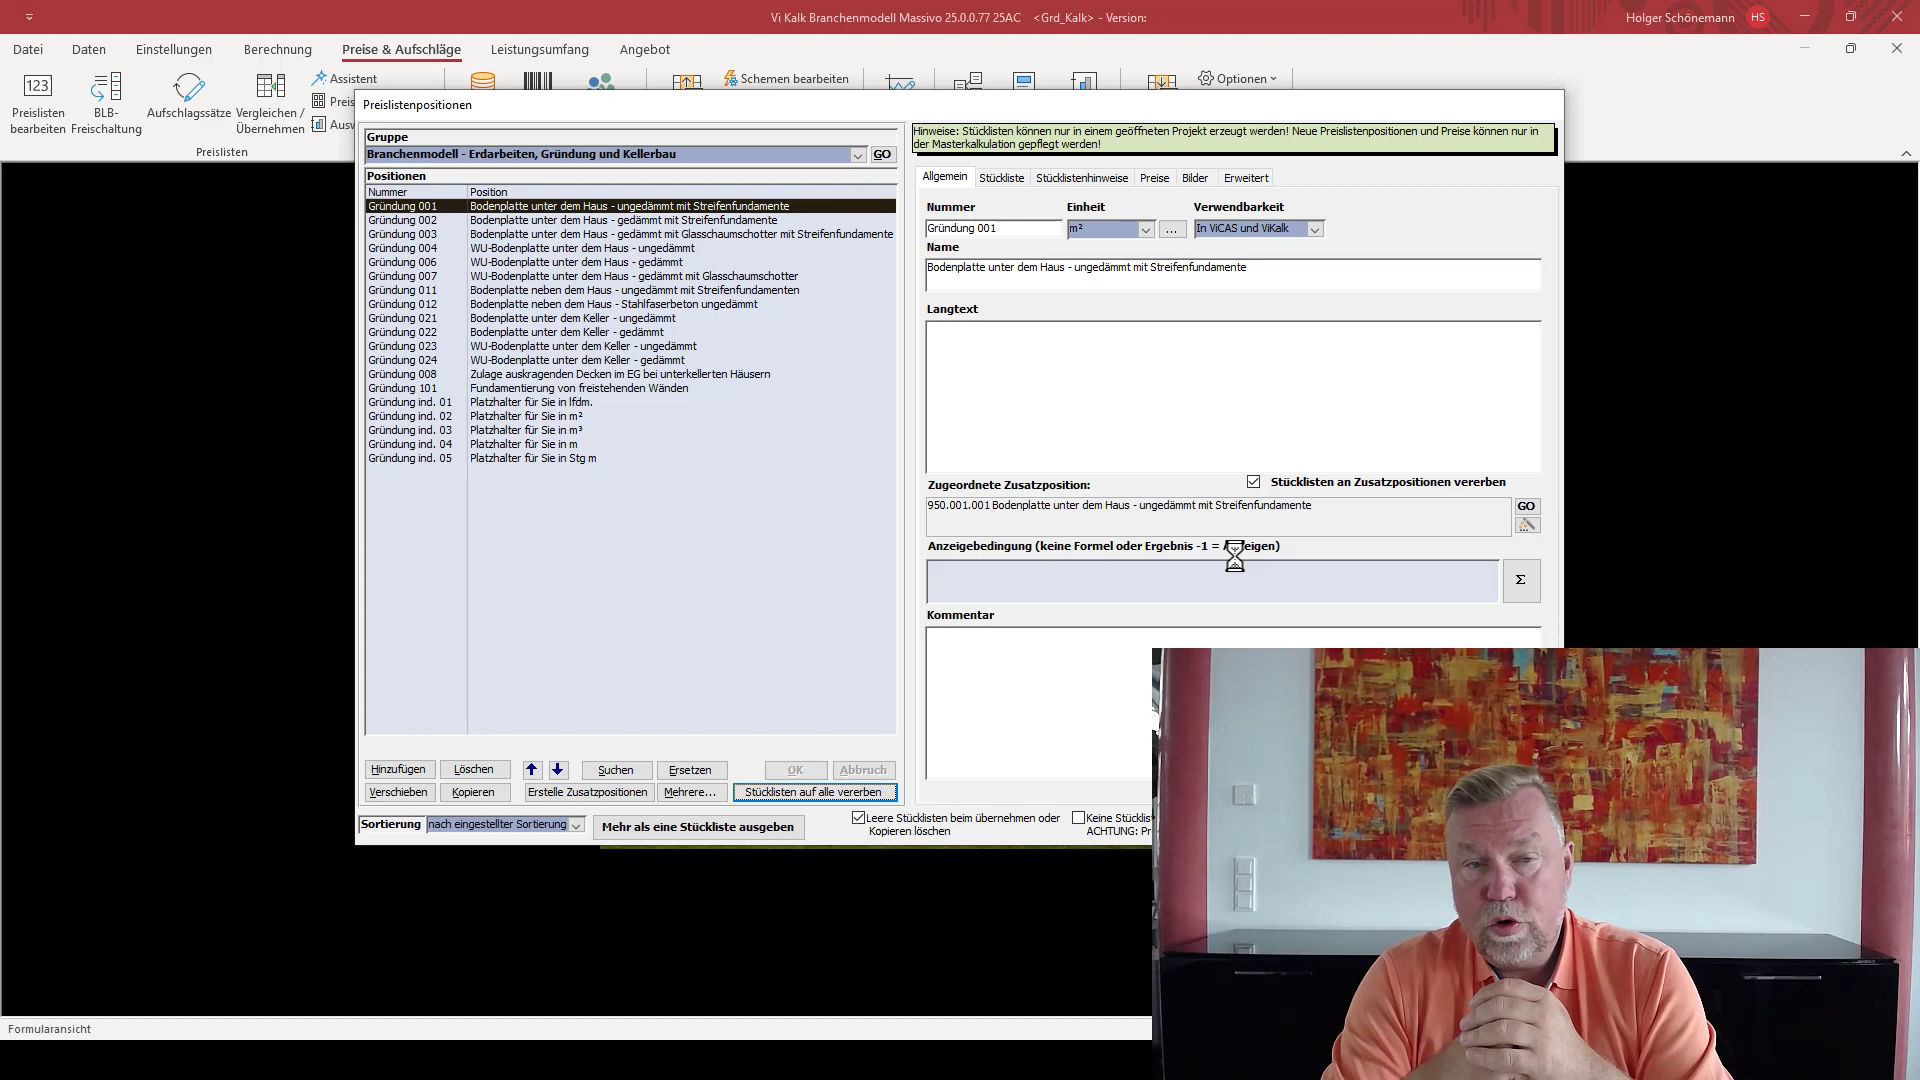 Vi Kalk Branchenmodell Massivo 25.0.0.77 25AC <Grd_Kalk> - Version:
Holger Schönemann HS
Datei Daten Einstellungen Berechnung Preise & Aufschläge Leistungsumfang Angebot
123
Preislisten bearbeiten
BLB-Freischaltung
Aufschlagssätze
Vergleichen / Übernehmen
Assistent
Schemen bearbeiten
Optionen
Preislisten
Preislistenpositionen
Gruppe
Branchenmodell - Erdarbeiten, Gründung und Kellerbau GO
Positionen
Nummer Position
Gründung 001 Bodenplatte unter dem Haus - ungedämmt mit Streifenfundamente
Gründung 002 Bodenplatte unter dem Haus - gedämmt mit Streifenfundamente
Gründung 003 Bodenplatte unter dem Haus - gedämmt mit Glasschaumschotter mit Streifenfundamente
Gründung 004 WU-Bodenplatte unter dem Haus - ungedämmt
Gründung 006 WU-Bodenplatte unter dem Haus - gedämmt
Gründung 007 WU-Bodenplatte unter dem Haus - gedämmt mit Glasschaumschotter
Gründung 011 Bodenplatte neben dem Haus - ungedämmt mit Streifenfundamenten
Gründung 012 Bodenplatte neben dem Haus - Stahlfaserbeton ungedämmt
Gründung 021 Bodenplatte unter dem Keller - ungedämmt
Gründung 022 Bodenplatte unter dem Keller - gedämmt
Gründung 023 WU-Bodenplatte unter dem Keller - ungedämmt
Gründung 024 WU-Bodenplatte unter dem Keller - gedämmt
Gründung 008 Zulage auskragenden Decken im EG bei unterkellerten Häusern
Gründung 101 Fundamentierung von freistehenden Wänden
Gründung ind. 01 Platzhalter für Sie in lfdm.
Gründung ind. 02 Platzhalter für Sie in m²
Gründung ind. 03 Platzhalter für Sie in m³
Gründung ind. 04 Platzhalter für Sie in m
Gründung ind. 05 Platzhalter für Sie in Stg m
Hinzufügen Löschen Suchen Ersetzen OK Abbruch
Verschieben Kopieren Erstelle Zusatzpositionen Mehrere... Stücklisten auf alle vererben
Sortierung nach eingestellter Sortierung Mehr als eine Stückliste ausgeben
Leere Stücklisten beim übernehmen oder
Kopieren löschen
Hinweise: Stücklisten können nur in einem geöffneten Projekt erzeugt werden! Neue Preislistenpositionen und Preise können nur in
der Masterkalkulation gepflegt werden!
Allgemein Stückliste Stücklistenhinweise Preise Bilder Erweitert
Nummer Einheit Verwendbarkeit
Gründung 001 m² ... In ViCAS und ViKalk
Name
Bodenplatte unter dem Haus - ungedämmt mit Streifenfundamente
Langtext
Zugeordnete Zusatzposition: Stücklisten an Zusatzpositionen vererben
950.001.001 Bodenplatte unter dem Haus - ungedämmt mit Streifenfundamente GO
Anzeigebedingung (keine Formel oder Ergebnis -1 =
Σ
Kommentar
Keine
ACHTUNG:
Formularansicht